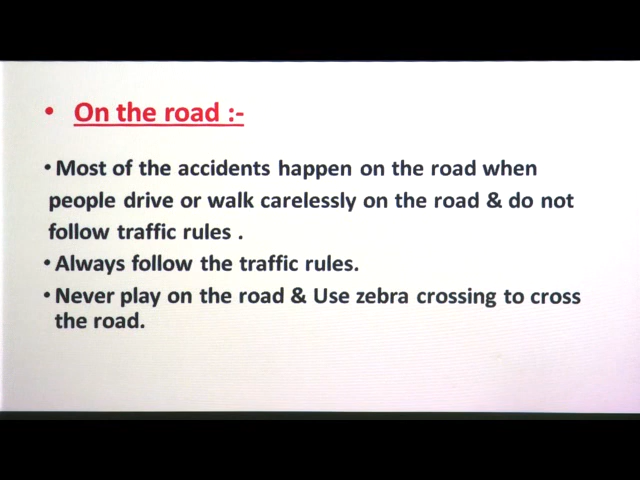 • On the road :-
• Most of the accidents happen on the road when
people drive or walk carelessly on the road & do not
follow traffic rules .
• Always follow the traffic rules.
• Never play on the road & Use zebra crossing to cross
the road.